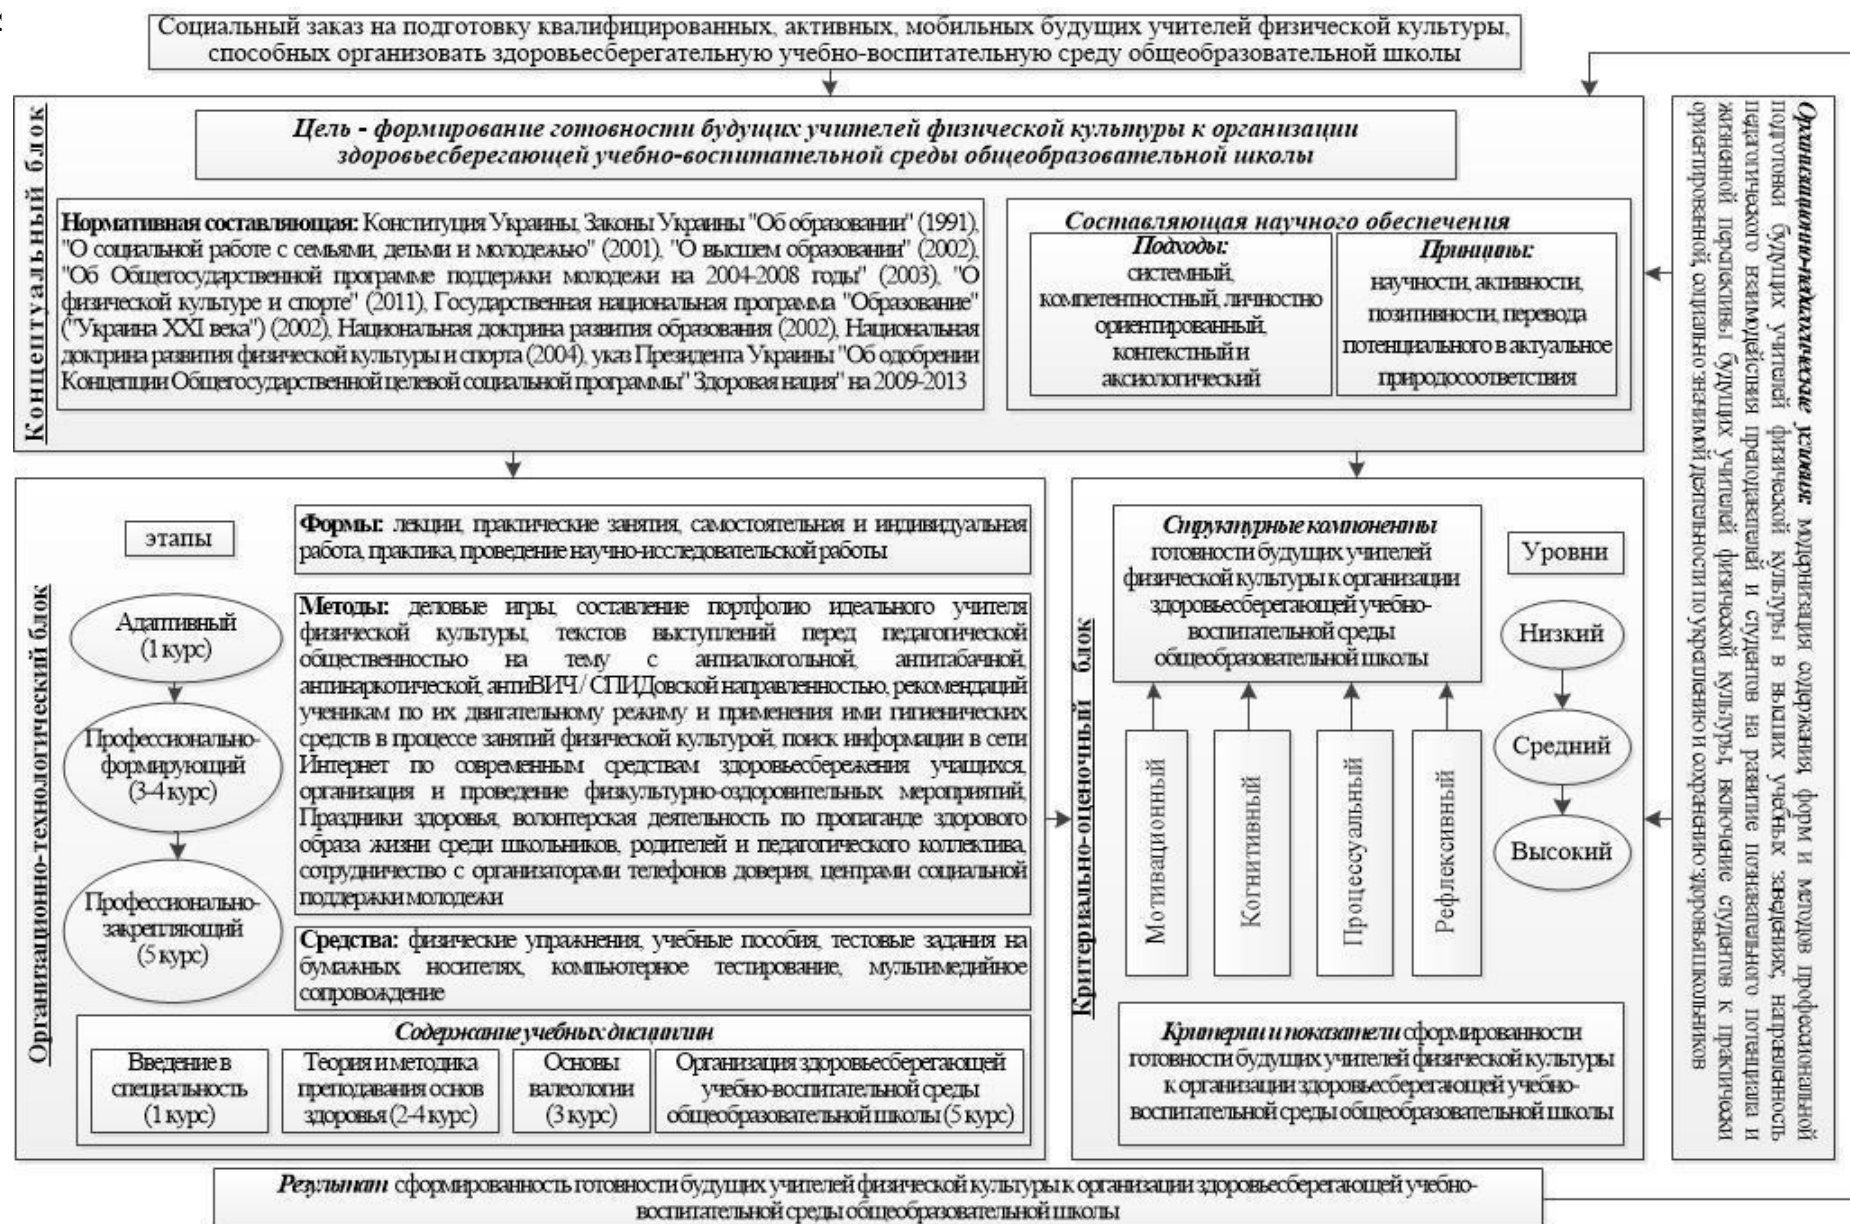 Социальный заказ на подготовку квалифицированных, активных, мобильных будущих учителей физической культуры,
способных организовать здоровьесберегательную учебно-воспитательную среду общеобразовательной школы
Концептуальный блок
Цель - формирование готовности будущих учителей физической культуры к организации
здоровьесберегающей учебно-воспитательной среды общеобразовательной школы
Нормативная составляющая: Конституция Украины, Законы Украины "Об образовании" (1991),
"О социальной работе с семьями, детьми и молодежью" (2001), "О высшем образовании" (2002),
"Об Общегосударственной программе поддержки молодежи на 2004-2008 годы" (2003), "О
физической культуре и спорте" (2011), Государственная национальная программа "Образование"
("Украина XXI века") (2002), Национальная доктрина развития образования (2002), Национальная
доктрина развития физической культуры и спорта (2004), указ Президента Украины "Об одобрении
Концепции Общегосударственной целевой социальной программы" Здоровая нация" на 2009-2013
Составляющая научного обеспечения
Подходы:
системный,
компетентностный, личностно
ориентированный,
контекстный и
аксиологический
Принципы:
научности, активности,
позитивности, перевода
потенциального в актуальное
природосоответствия
Организационно-технологический блок
этапы
Адаптивный
(1 курс)
Профессионально-
формирующий
(3-4 курс)
Профессионально-
закрепляющий
(5 курс)
Формы: лекции, практические занятия, самостоятельная и индивидуальная
работа, практика, проведение научно-исследовательской работы
Методы: деловые игры, составление портфолио идеального учителя
физической культуры, текстов выступлений перед педагогической
общественностью на тему с антиалкогольной, антитабачной,
антинаркотической, антиВИЧ / СПИДовской направленностью, рекомендаций
ученикам по их двигательному режиму и применения ими гигиенических
средств в процессе занятий физической культурой, поиск информации в сети
Интернет по современным средствам здоровьесбережения учащихся,
организация и проведение физкультурно-оздоровительных мероприятий,
Праздники здоровья, волонтерская деятельность по пропаганде здорового
образа жизни среди школьников, родителей и педагогического коллектива,
сотрудничество с организаторами телефонов доверия, центрами социальной
поддержки молодежи
Средства: физические упражнения, учебные пособия, тестовые задания на
бумажных носителях, компьютерное тестирование, мультимедийное
сопровождение
Содержание учебных дисциплин
Введение в
специальность
(1 курс)
Теория и методика
преподавания основ
здоровья (2-4 курс)
Основы
валеологии
(3 курс)
Организация здоровьесберегающей
учебно-воспитательной среды
общеобразовательной школы (5 курс)
Критериально-оценочный блок
Структурные компоненты
готовности будущих учителей
физической культуры к организации
здоровьесберегающей учебно-
воспитательной среды
общеобразовательной школы
Мотивационный
Когнитивный
Процессуальный
Рефлексивный
Уровни
Низкий
Средний
Высокий
Критерии и показатели сформированности
готовности будущих учителей физической культуры
к организации здоровьесберегающей учебно-
воспитательной среды общеобразовательной школы
Организационно-педагогические условия: модернизация содержания, форм и методов профессиональной
подготовки будущих учителей физической культуры в высших учебных заведениях; направленность
педагогического взаимодействия преподавателей и студентов на развитие познавательного потенциала и
жизненной перспективы будущих учителей физической культуры, включение студентов к практически
ориентированной, социально значимой деятельности по укреплению и сохранению здоровья школьников
Результат сформированность готовности будущих учителей физической культуры к организации здоровьесберегающей учебно-
воспитательной среды общеобразовательной школы